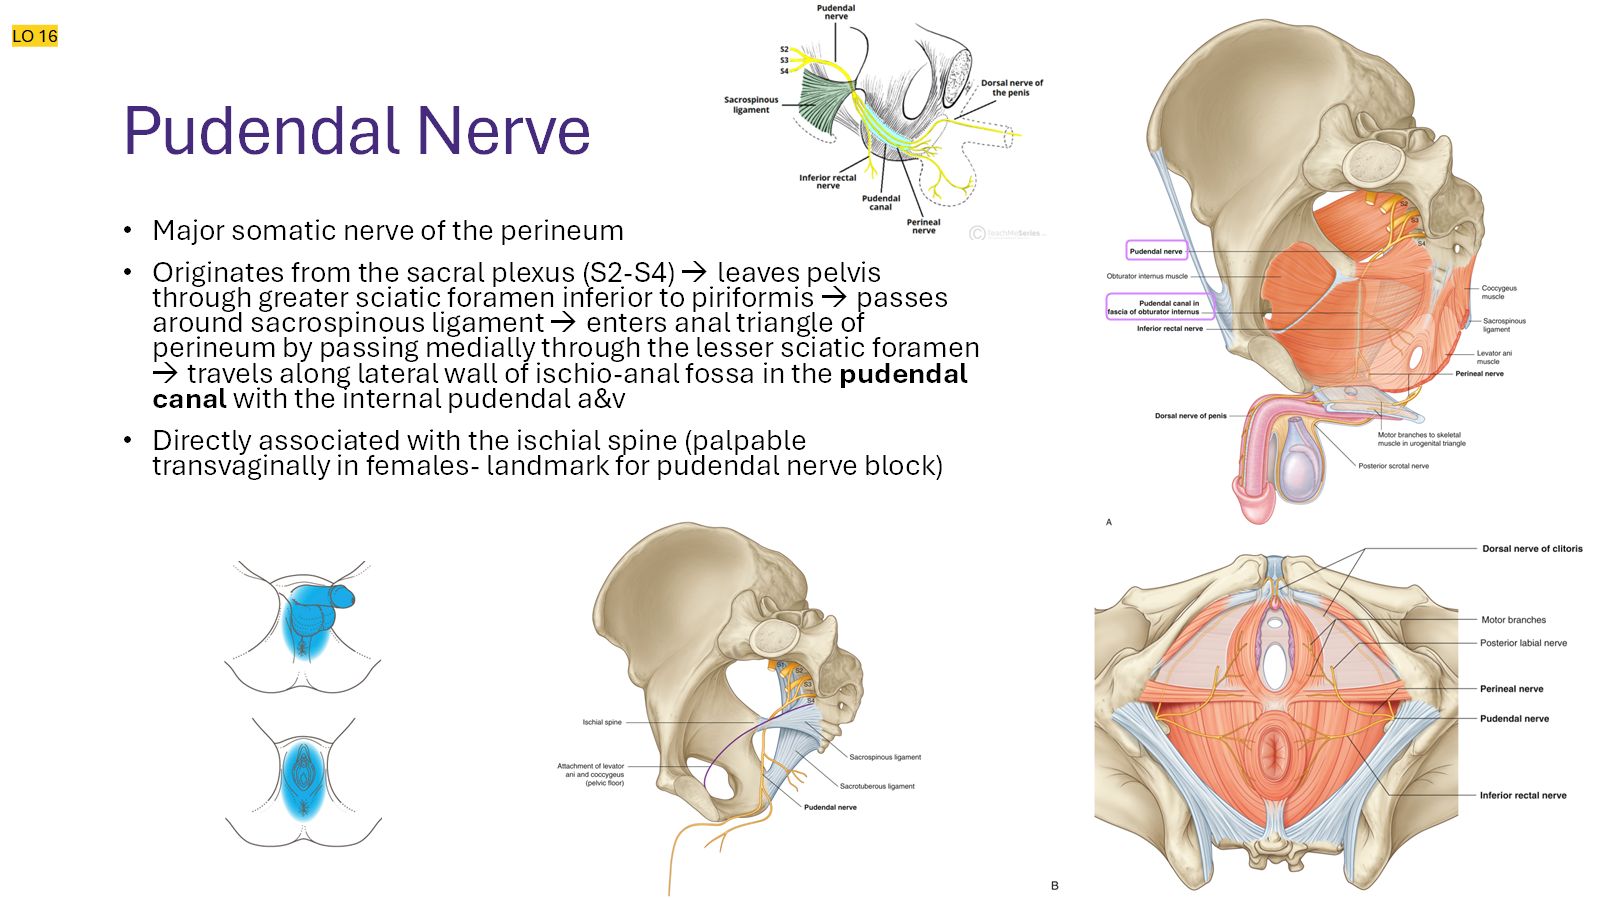 LO 16
Pudendal Nerve
• Major somatic nerve of the perineum
• Originates from the sacral plexus (S2-S4) → leaves pelvis
through greater sciatic foramen inferior to piriformis → passes
around sacrospinous ligament → enters anal triangle of
perineum by passing medially through the lesser sciatic foramen
→ travels along lateral wall of ischio-anal fossa in the pudendal
canal with the internal pudendal a&v
• Directly associated with the ischial spine (palpable
transvaginally in females- landmark for pudendal nerve block)
Pudendal
nerve
S2
S3
S4
Sacrospinous
ligament
Dorsal nerve of
the penis
Inferior rectal
nerve
Pudendal
canal
Perineal
nerve
© TeachMeSeries
S2
S3
S4
Pudendal nerve
Obturator internus muscle
Pudendal canal in
fascia of obturator internus
Inferior rectal nerve
Coccygeus
muscle
Sacrospinous
ligament
Levator ani
muscle
Perineal nerve
Dorsal nerve of penis
Motor branches to skeletal
muscle in urogenital triangle
Posterior scrotal nerve
A
S1
S2
S3
S4
Ischial spine
Attachment of levator
ani and coccygeus
(pelvic floor)
Sacrospinous ligament
Sacrotuberous ligament
Pudendal nerve
Dorsal nerve of clitoris
Motor branches
Posterior labial nerve
Perineal nerve
Pudendal nerve
Inferior rectal nerve
B